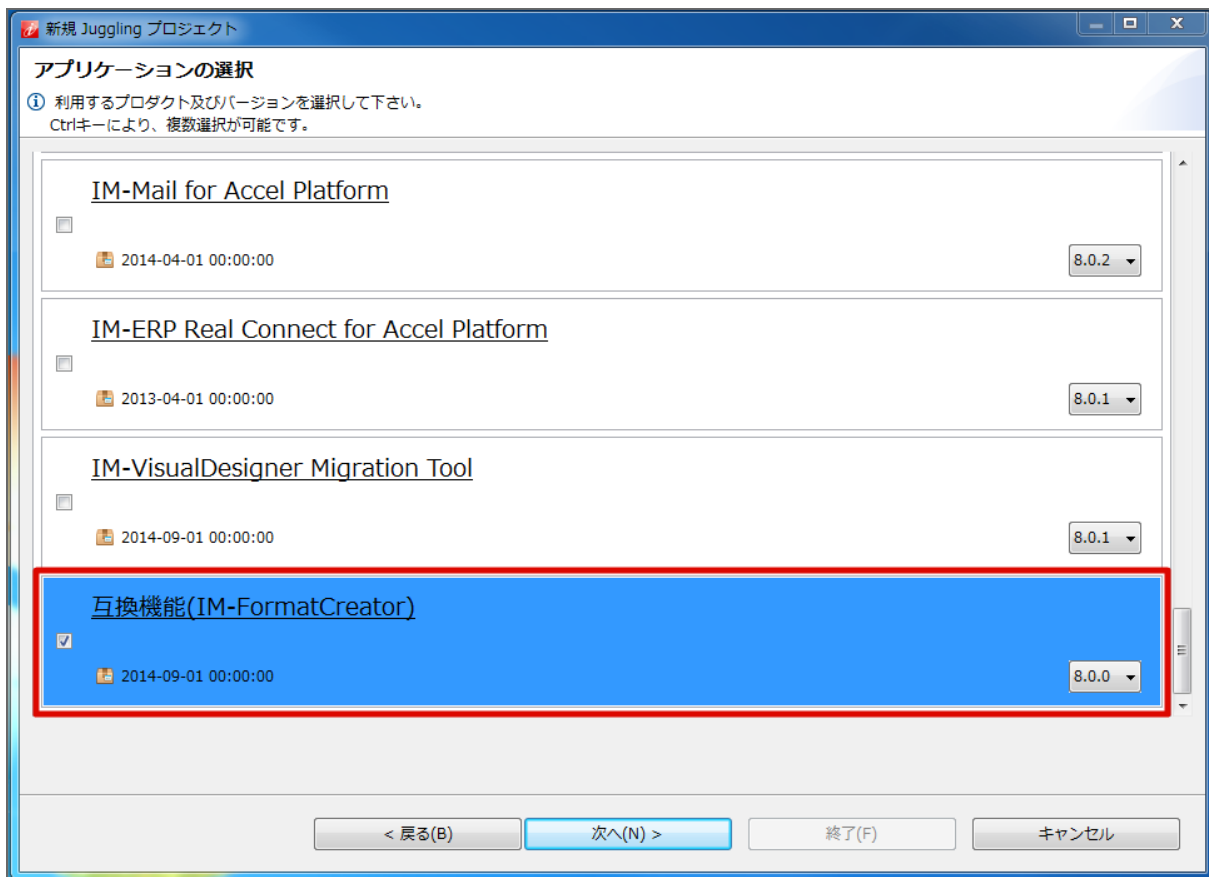 新規 Juggling プロジェクト
アプリケーションの選択
利用するプロダクト及びバージョンを選択して下さい。
Ctrlキーにより、複数選択が可能です。
IM-Mail for Accel Platform
2014-04-01 00:00:00
8.0.2
IM-ERP Real Connect for Accel Platform
2013-04-01 00:00:00
8.0.1
IM-VisualDesigner Migration Tool
2014-09-01 00:00:00
8.0.1
互換機能(IM-FormatCreator)
2014-09-01 00:00:00
8.0.0
< 戻る(B) 次へ(N) > 終了(F) キャンセル